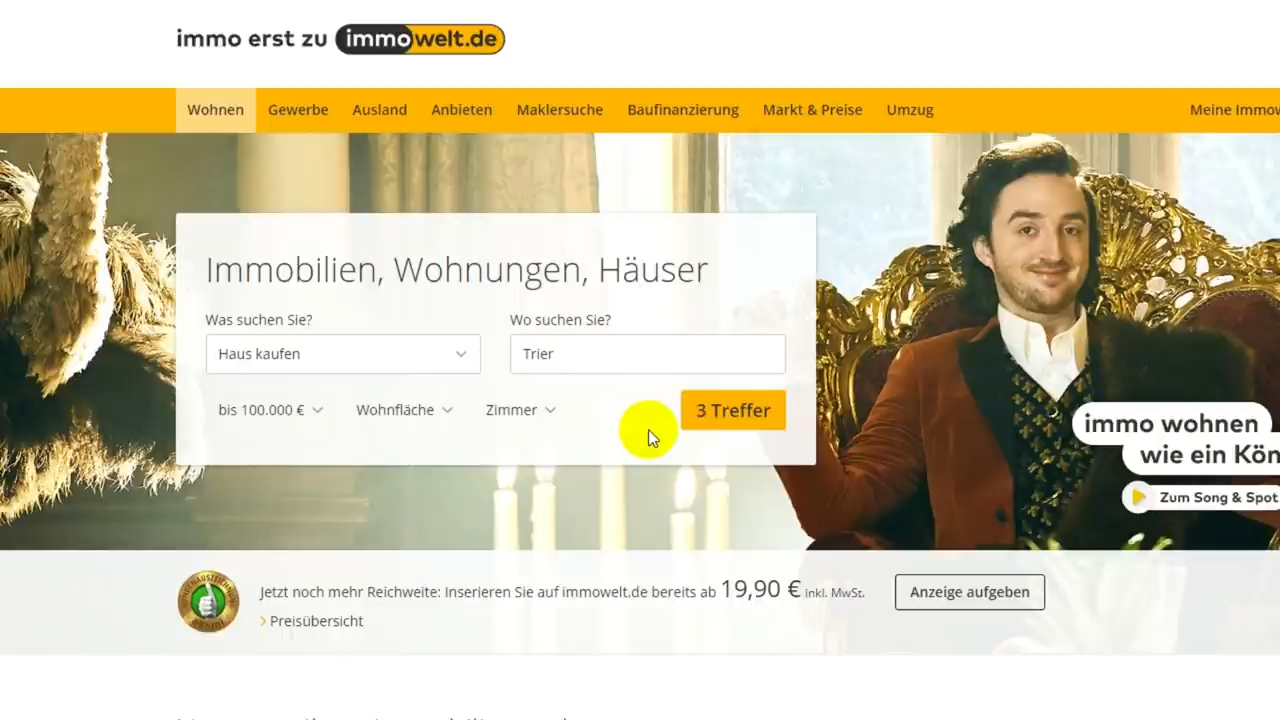 immo erst zu immowelt.de
Wohnen Gewerbe Ausland Anbieten Maklersuche Baufinanzierung Markt & Preise Umzug Meine Immow
Immobilien, Wohnungen, Häuser
Was suchen Sie? Wo suchen Sie?
Haus kaufen Trier
bis 100.000 € Wohnfläche Zimmer 3 Treffer
immo wohnen
wie ein Kön
Zum Song & Spot
Jetzt noch mehr Reichweite: Inserieren Sie auf immowelt.de bereits ab 19,90 € inkl. MwSt. Anzeige aufgeben
Preisübersicht